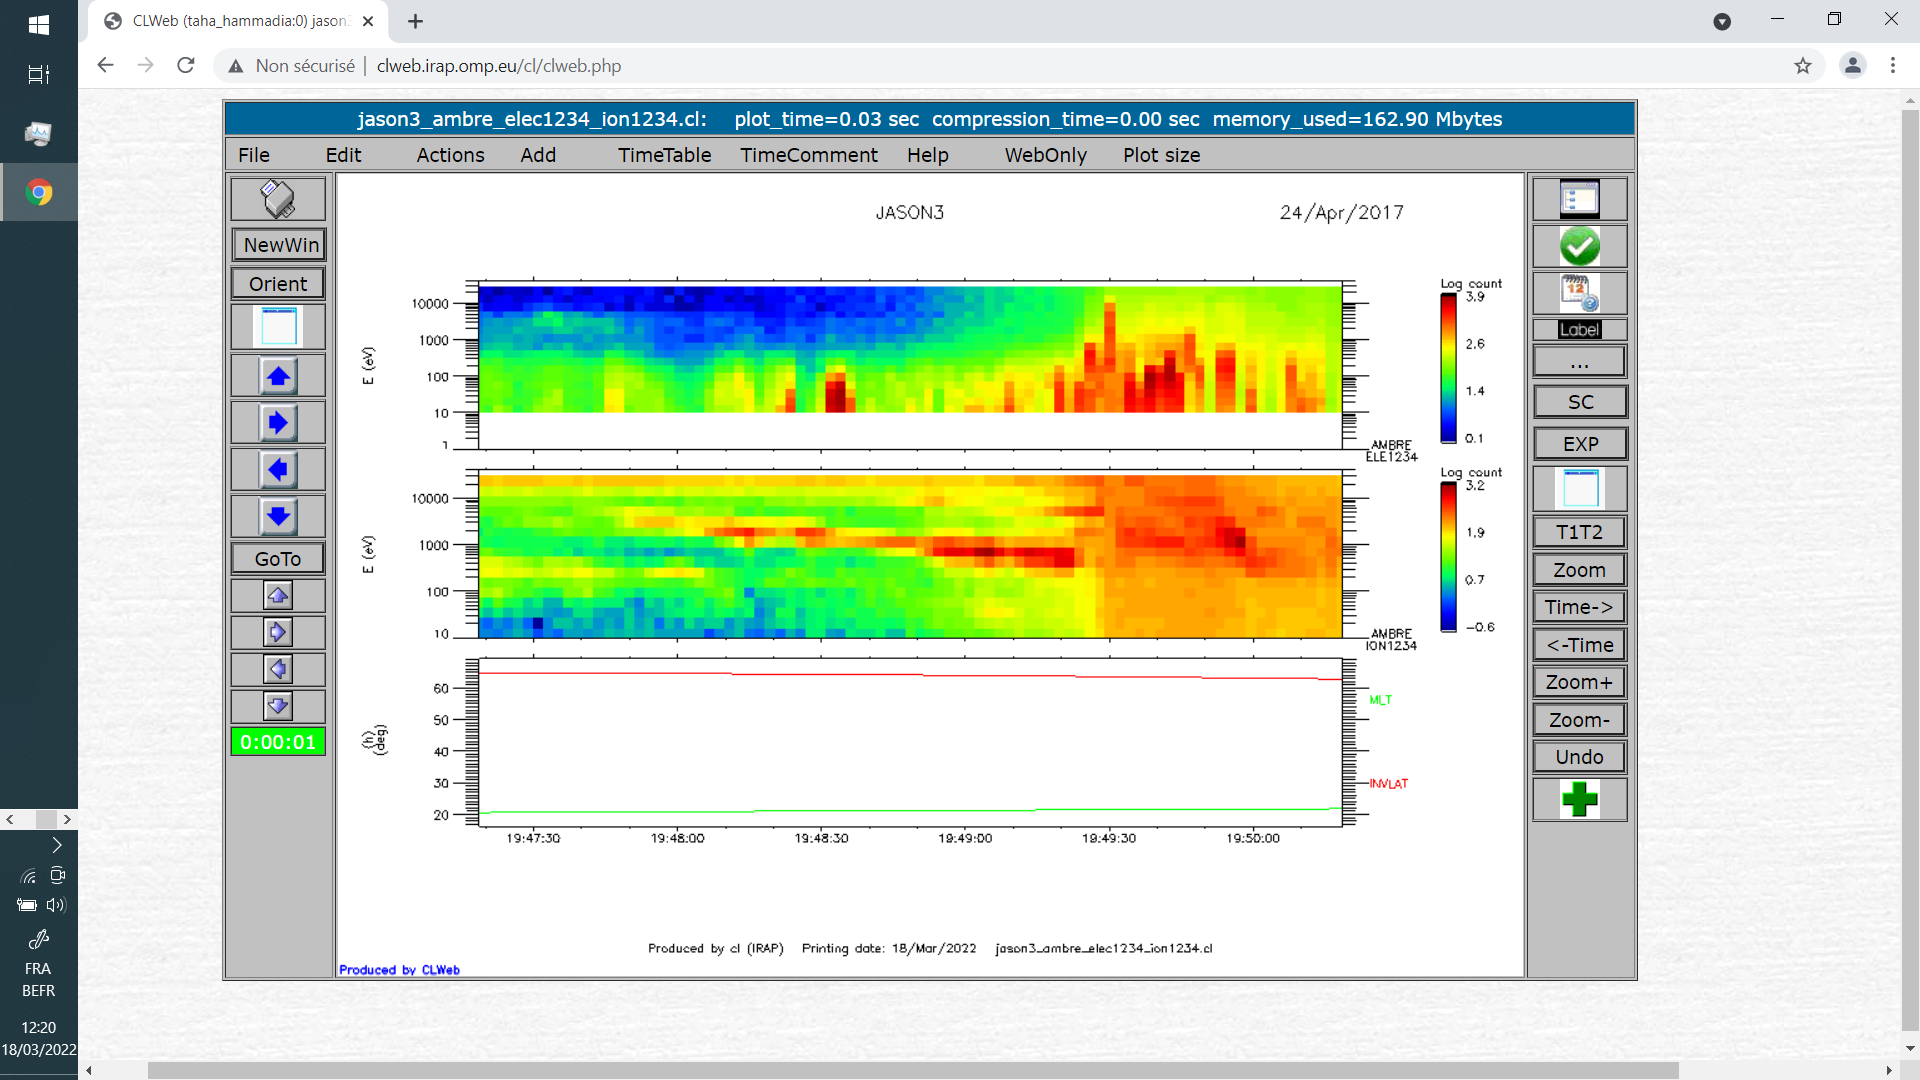 CLWeb (taha_hammadia:0) jason3
Non sécurisé | clweb.irap.omp.eu/cl/clweb.php
jason3_ambre_elec1234_ion1234.cl: plot_time=0.03 sec compression_time=0.00 sec memory_used=162.90 Mbytes
File Edit Actions Add TimeTable TimeComment Help WebOnly Plot size
NewWin
Orient
GoTo
0:00:01
JASON3
24/Apr/2017
10000
1000
100
10
1
E (eV)
Log count
3.9
2.6
1.4
0.1
AMBRE
ELE1234
10000
1000
100
10
E (eV)
Log count
3.2
1.9
0.7
-0.6
AMBRE
ION1234
60
50
40
30
20
(h)
(deg)
MLT
INVLAT
19:47:30 19:48:00 19:48:30 19:49:00 19:49:30 19:50:00
Produced by cl (IRAP) Printing date: 18/Mar/2022 jason3_ambre_elec1234_ion1234.cl
Produced by CLWeb
12
Label
...
SC
EXP
T1T2
Zoom
Time->
<-Time
Zoom+
Zoom-
Undo
FRA
BEFR
12:20
18/03/2022